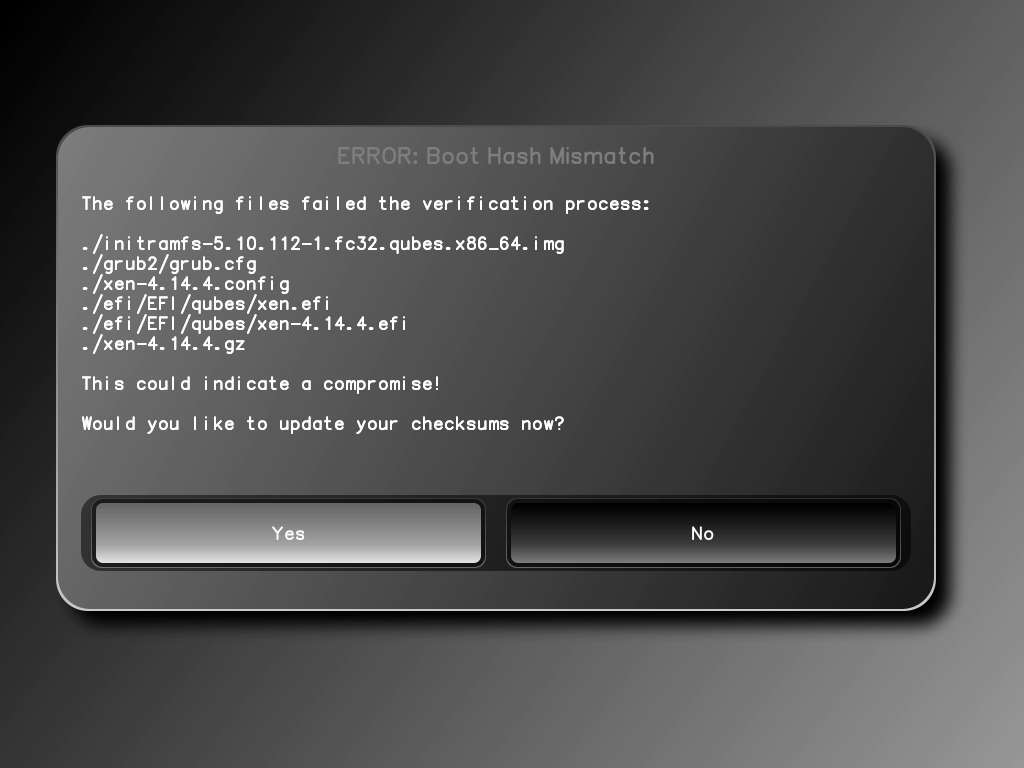 ERROR: Boot Hash Mismatch
The following files failed the verification process:
./initramfs-5.10.112-1.fc32.qubes.x86_64.img
./grub2/grub.cfg
./xen-4.14.4.config
./efi/EFI/qubes/xen.efi
./efi/EFI/qubes/xen-4.14.4.efi
./xen-4.14.4.gz
This could indicate a compromise!
Would you like to update your checksums now?
Yes
No